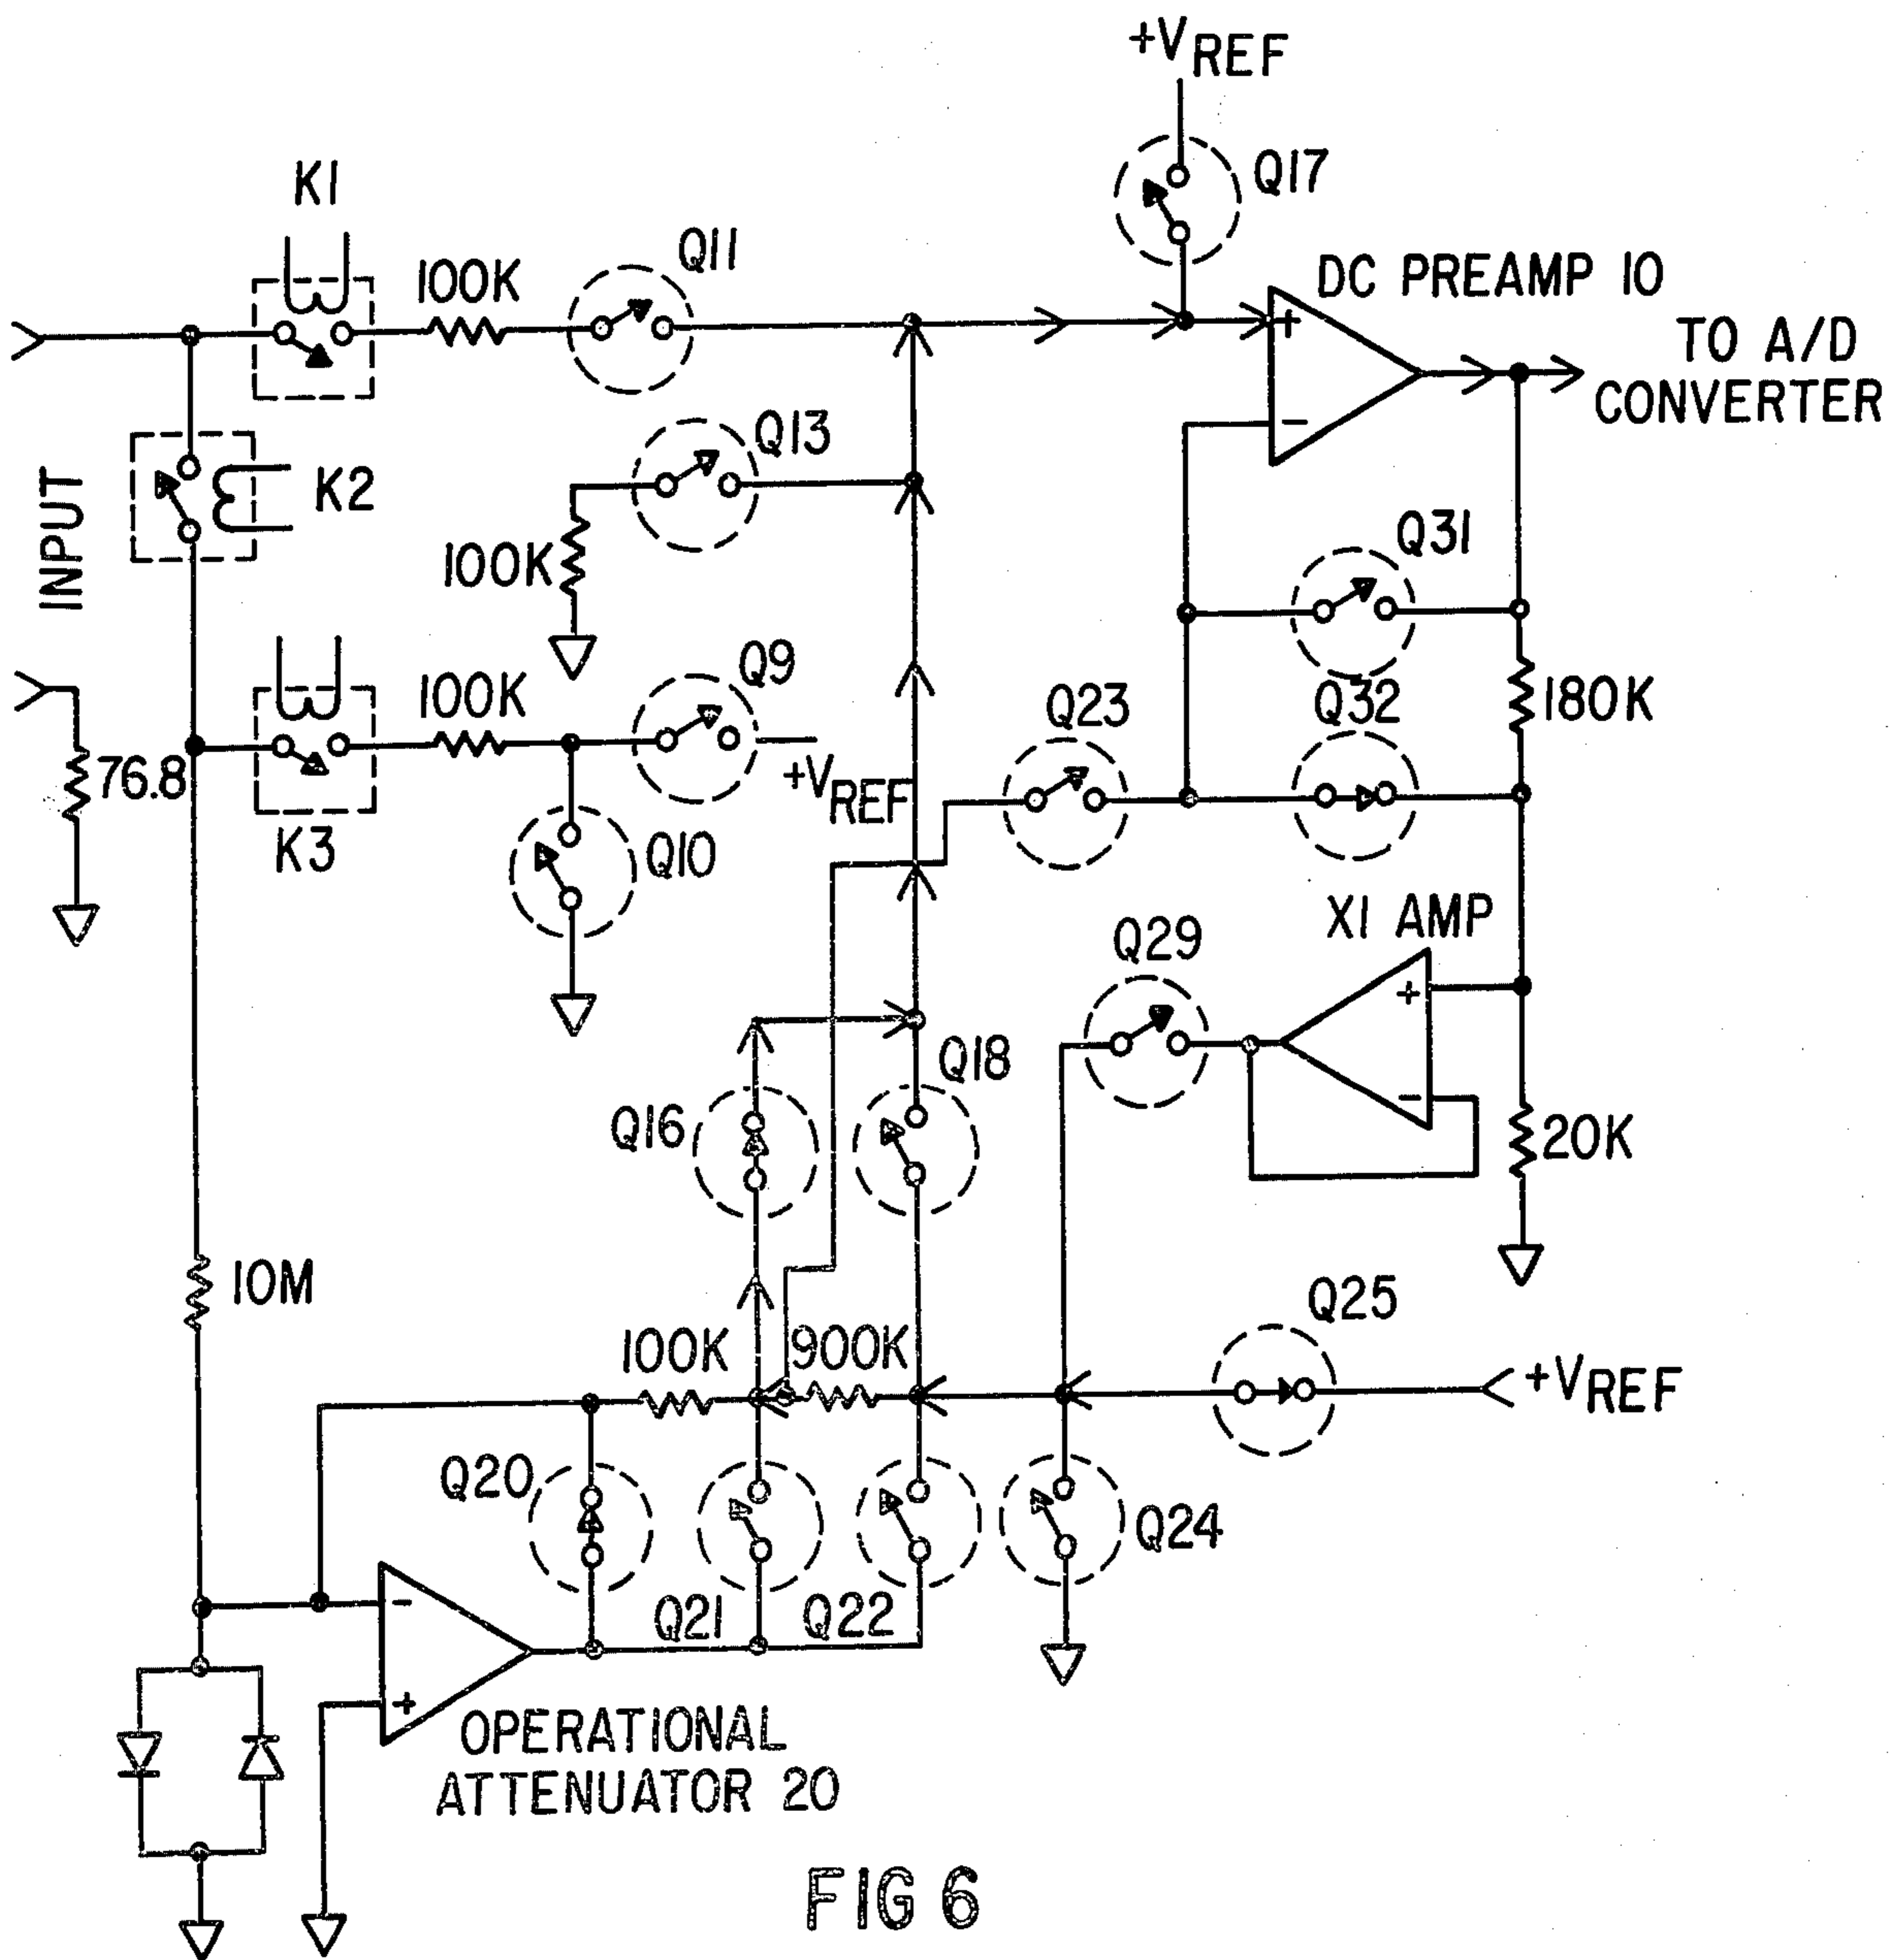 +VREF
K1
Q11
Q17
100K
DC PREAMP 10
+
-
TO A/D
CONVERTER
INPUT
K2
Q13
100K
Q31
K3
100K
Q9
+VREF
Q23
Q32
180K
76.8
Q10
X1 AMP
Q29
+
-
Q18
Q16
20K
10M
100K
900K
Q25
+VREF
Q20
Q21
Q22
Q24
-
+
OPERATIONAL
ATTENUATOR 20
FIG 6